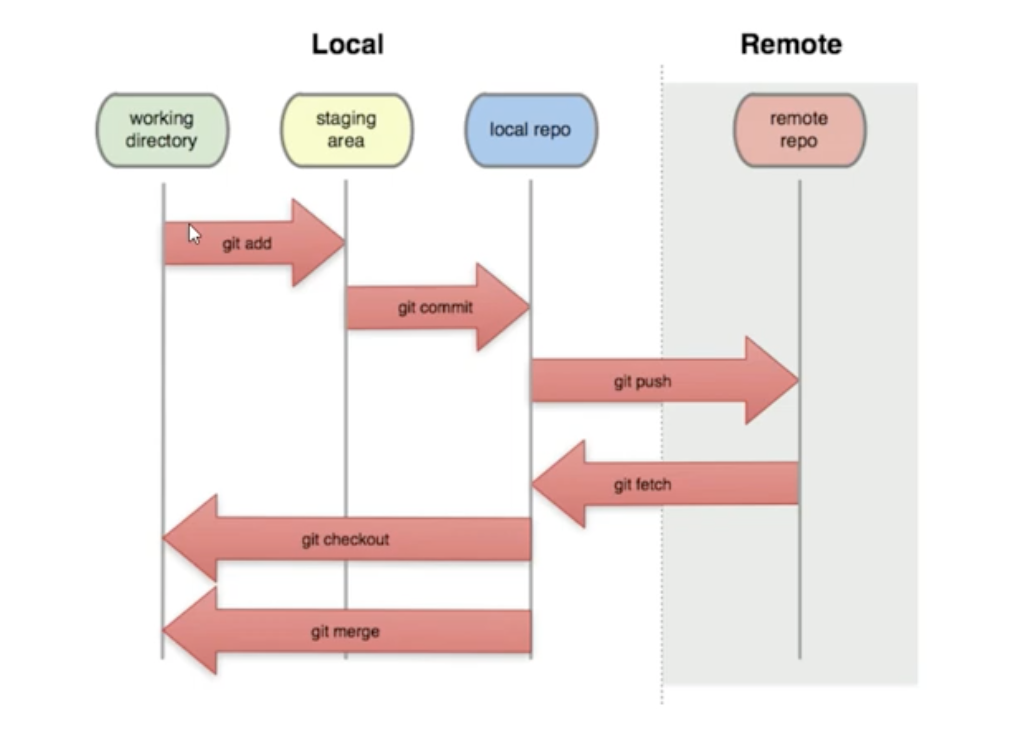 Local
Remote
working
directory
staging
area
local repo
remote
repo
git add
git commit
git push
git fetch
git checkout
git merge